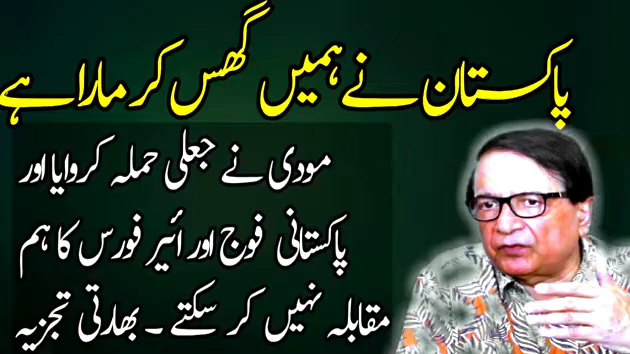 پاکستان نے ہمیں گھس کر مارا ہے
مودی نے جعلی حملہ کروایا اور
پاکستانی فوج اور ائیر فورس کا ہم
مقابلہ نہیں کر سکتے ۔ بھارتی تجزیہ